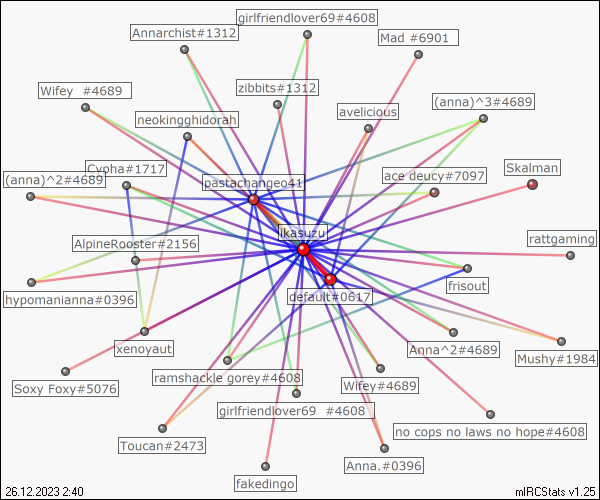 girlfriendlover69#4608
Annarchist#1312
Mad #6901
zibbits#1312
Wifey  #4689
(anna)^3#4689
avelicious
neokingghidorah
Cypha#1717
Skalman
ace deucy#7097
(anna)^2#4689
pastachangeo41
ikasuzu
AlpineRooster#2156
rattgaming
frisout
default#0617
hypomanianna#0396
xenoyaut
Anna^2#4689
Mushy#1984
ramshackle gorey#4608
Wifey#4689
Soxy Foxy#5076
girlfriendlover69  #4608
no cops no laws no hope#4608
Toucan#2473
Anna.#0396
fakedingo
26.12.2023 2:40
mIRCStats v1.25